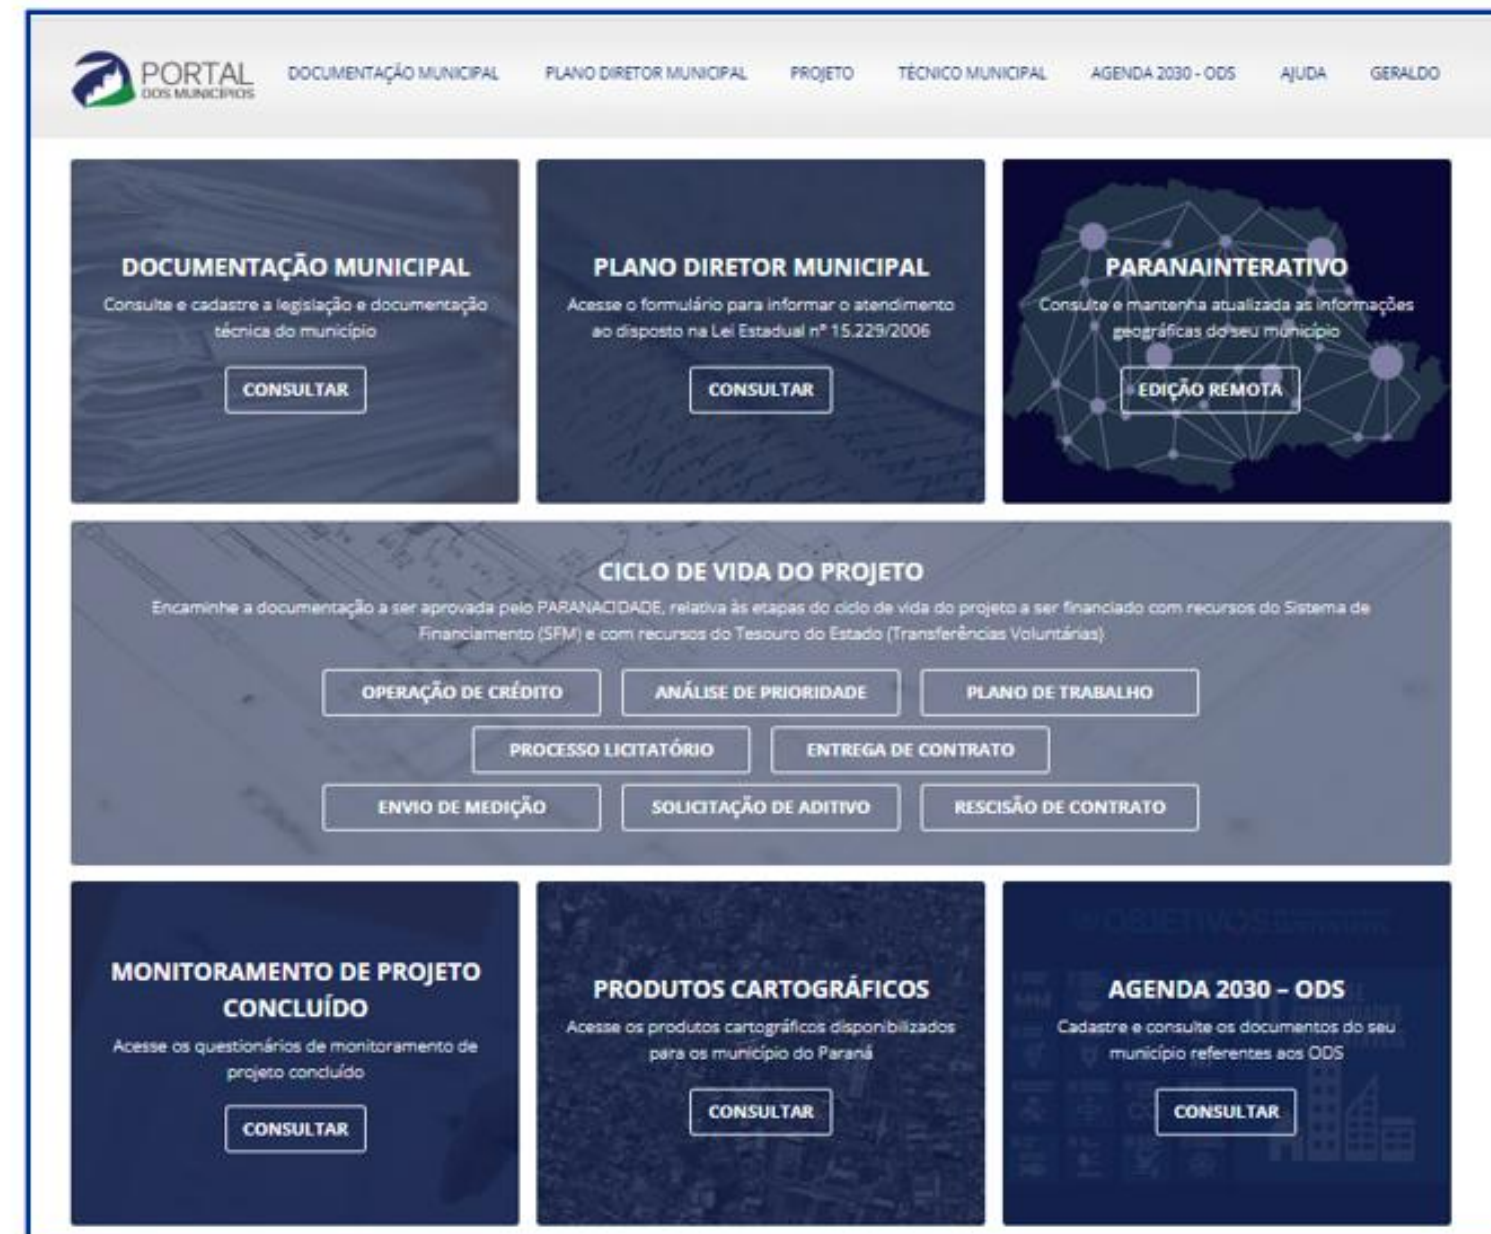 PORTAL
DOS MUNICÍPIOS
DOCUMENTAÇÃO MUNICIPAL
PLANO DIRETOR MUNICIPAL
PROJETO
TÉCNICO MUNICIPAL
AGENDA 2030 - ODS
AJUDA
GERALDO
DOCUMENTAÇÃO MUNICIPAL
Consulte e cadastre a legislação e documentação
técnica do município
CONSULTAR
PLANO DIRETOR MUNICIPAL
Acesse o formulário para informar o atendimento
ao disposto na Lei Estadual nº 15.229/2006
CONSULTAR
PARANAINTERATIVO
Consulte e mantenha atualizada as informações
geográficas do seu município
EDIÇÃO REMOTA
CICLO DE VIDA DO PROJETO
Encaminhe a documentação a ser aprovada pelo PARANACIDADE, relativa às etapas do ciclo de vida do projeto a ser financiado com recursos do Sistema de
Financiamento (SFM) e com recursos do Tesouro do Estado (Transferências Voluntárias)
OPERAÇÃO DE CRÉDITO
ANÁLISE DE PRIORIDADE
PLANO DE TRABALHO
PROCESSO LICITATÓRIO
ENTREGA DE CONTRATO
ENVIO DE MEDIÇÃO
SOLICITAÇÃO DE ADITIVO
RESCISÃO DE CONTRATO
MONITORAMENTO DE PROJETO
CONCLUÍDO
Acesse os questionários de monitoramento de
projeto concluído
CONSULTAR
PRODUTOS CARTOGRÁFICOS
Acesse os produtos cartográficos disponibilizados
para os município do Paraná
CONSULTAR
OBJETIVOS
AGENDA 2030 – ODS
Cadastre e consulte os documentos do seu
município referentes aos ODS
CONSULTAR